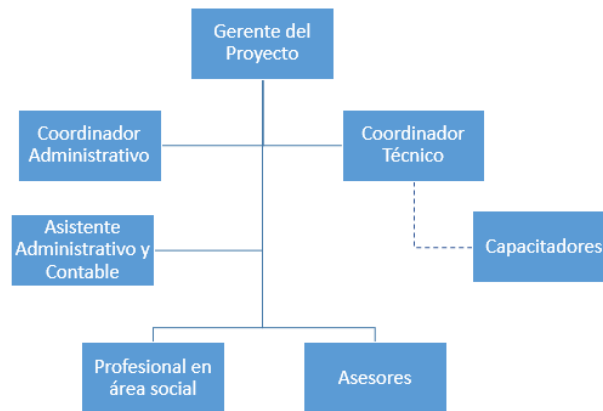 Gerente del
Proyecto
Coordinador
Administrativo
Coordinador
Técnico
Asistente
Administrativo y
Contable
Capacitadores
Profesional en
área social
Asesores